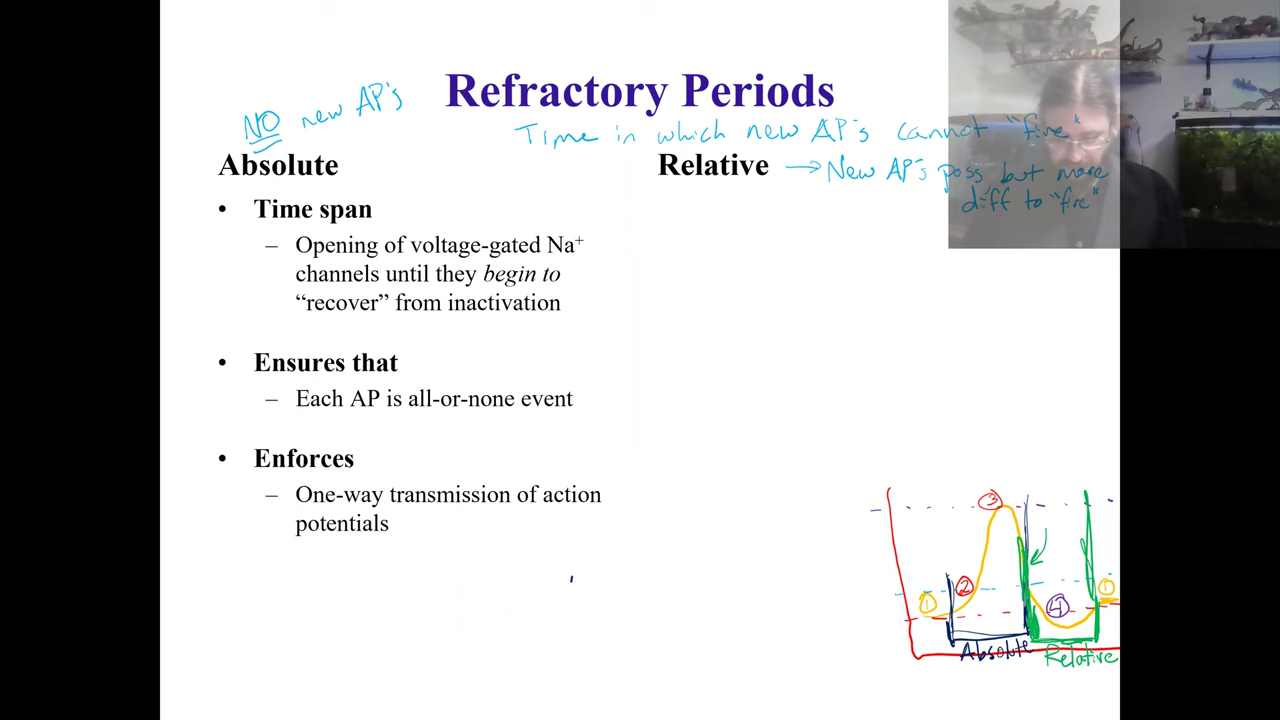 Refractory Periods
NO new AP's
Time in which new AP's cannot "fire"
Absolute
• Time span
– Opening of voltage-gated Na⁺
channels until they begin to
"recover" from inactivation
• Ensures that
– Each AP is all-or-none event
• Enforces
– One-way transmission of action
potentials
Relative → New AP's poss but more
diff to "fire"
③
② 
① ④ ①
Absolute Relative